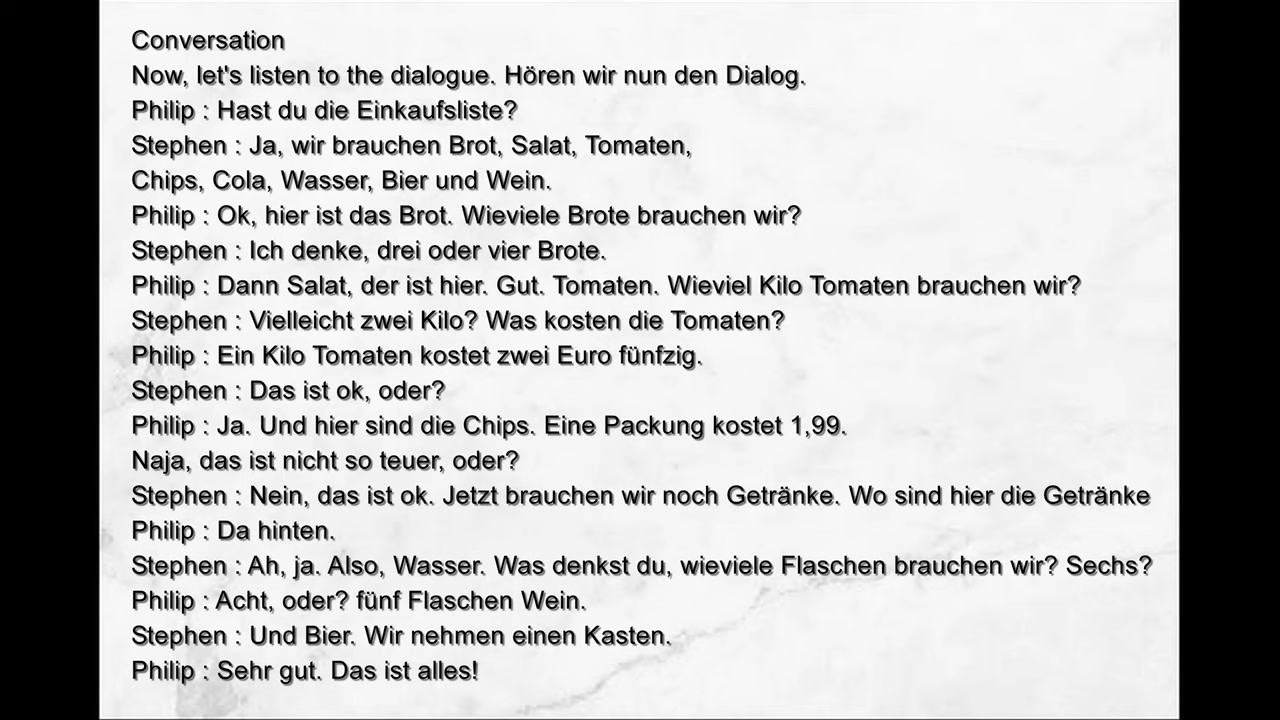 Conversation
Now, let's listen to the dialogue. Hören wir nun den Dialog.
Philip : Hast du die Einkaufsliste?
Stephen : Ja, wir brauchen Brot, Salat, Tomaten,
Chips, Cola, Wasser, Bier und Wein.
Philip : Ok, hier ist das Brot. Wieviele Brote brauchen wir?
Stephen : Ich denke, drei oder vier Brote.
Philip : Dann Salat, der ist hier. Gut. Tomaten. Wieviel Kilo Tomaten brauchen wir?
Stephen : Vielleicht zwei Kilo? Was kosten die Tomaten?
Philip : Ein Kilo Tomaten kostet zwei Euro fünfzig.
Stephen : Das ist ok, oder?
Philip : Ja. Und hier sind die Chips. Eine Packung kostet 1,99.
Naja, das ist nicht so teuer, oder?
Stephen : Nein, das ist ok. Jetzt brauchen wir noch Getränke. Wo sind hier die Getränke
Philip : Da hinten.
Stephen : Ah, ja. Also, Wasser. Was denkst du, wieviele Flaschen brauchen wir? Sechs?
Philip : Acht, oder? fünf Flaschen Wein.
Stephen : Und Bier. Wir nehmen einen Kasten.
Philip : Sehr gut. Das ist alles!